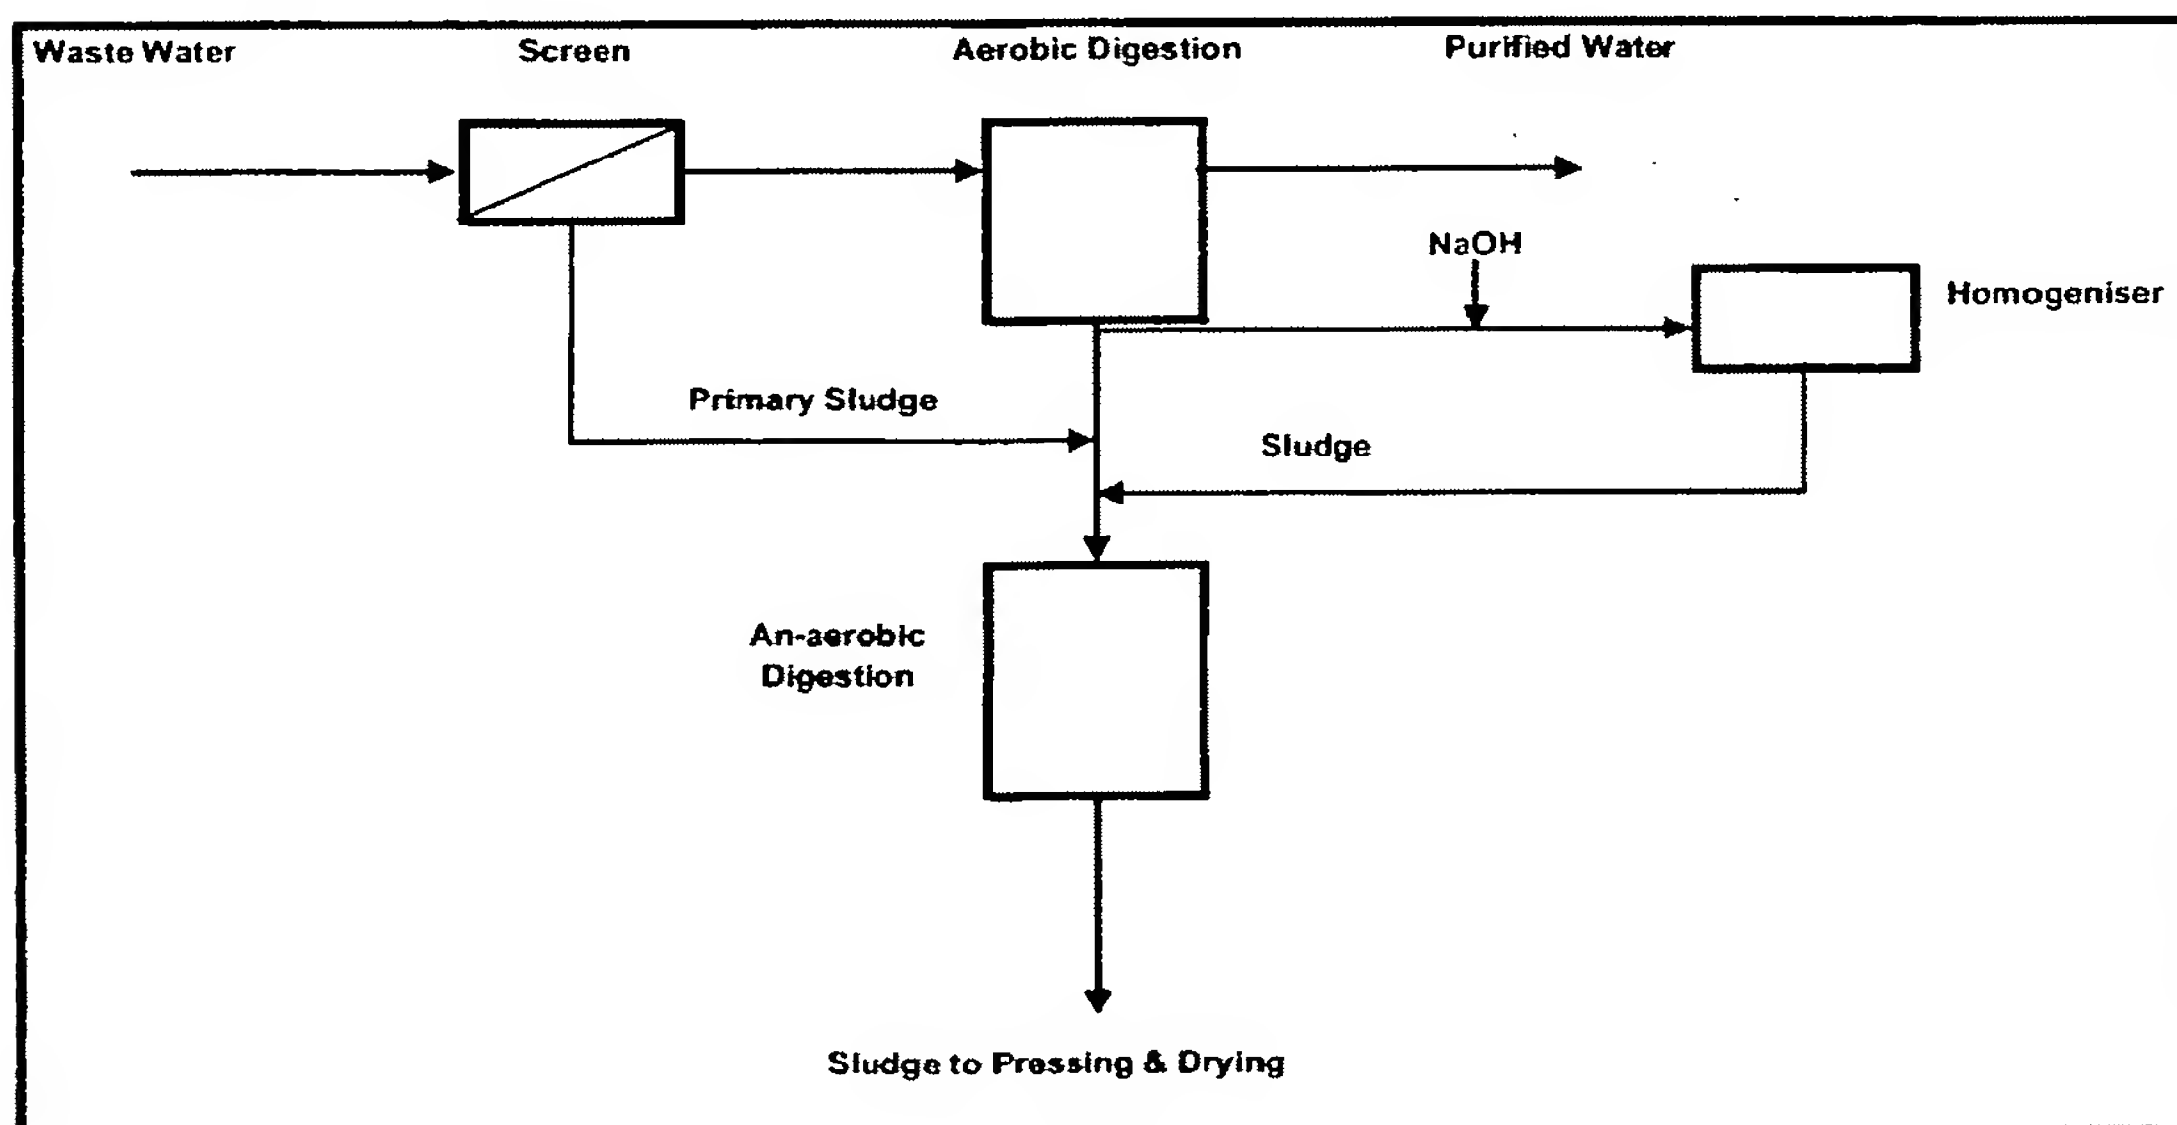 Waste Water
Screen
Aerobic Digestion
Purified Water
NaOH
Homogeniser
Primary Sludge
Sludge
An-aerobic
Digestion
Sludge to Pressing & Drying